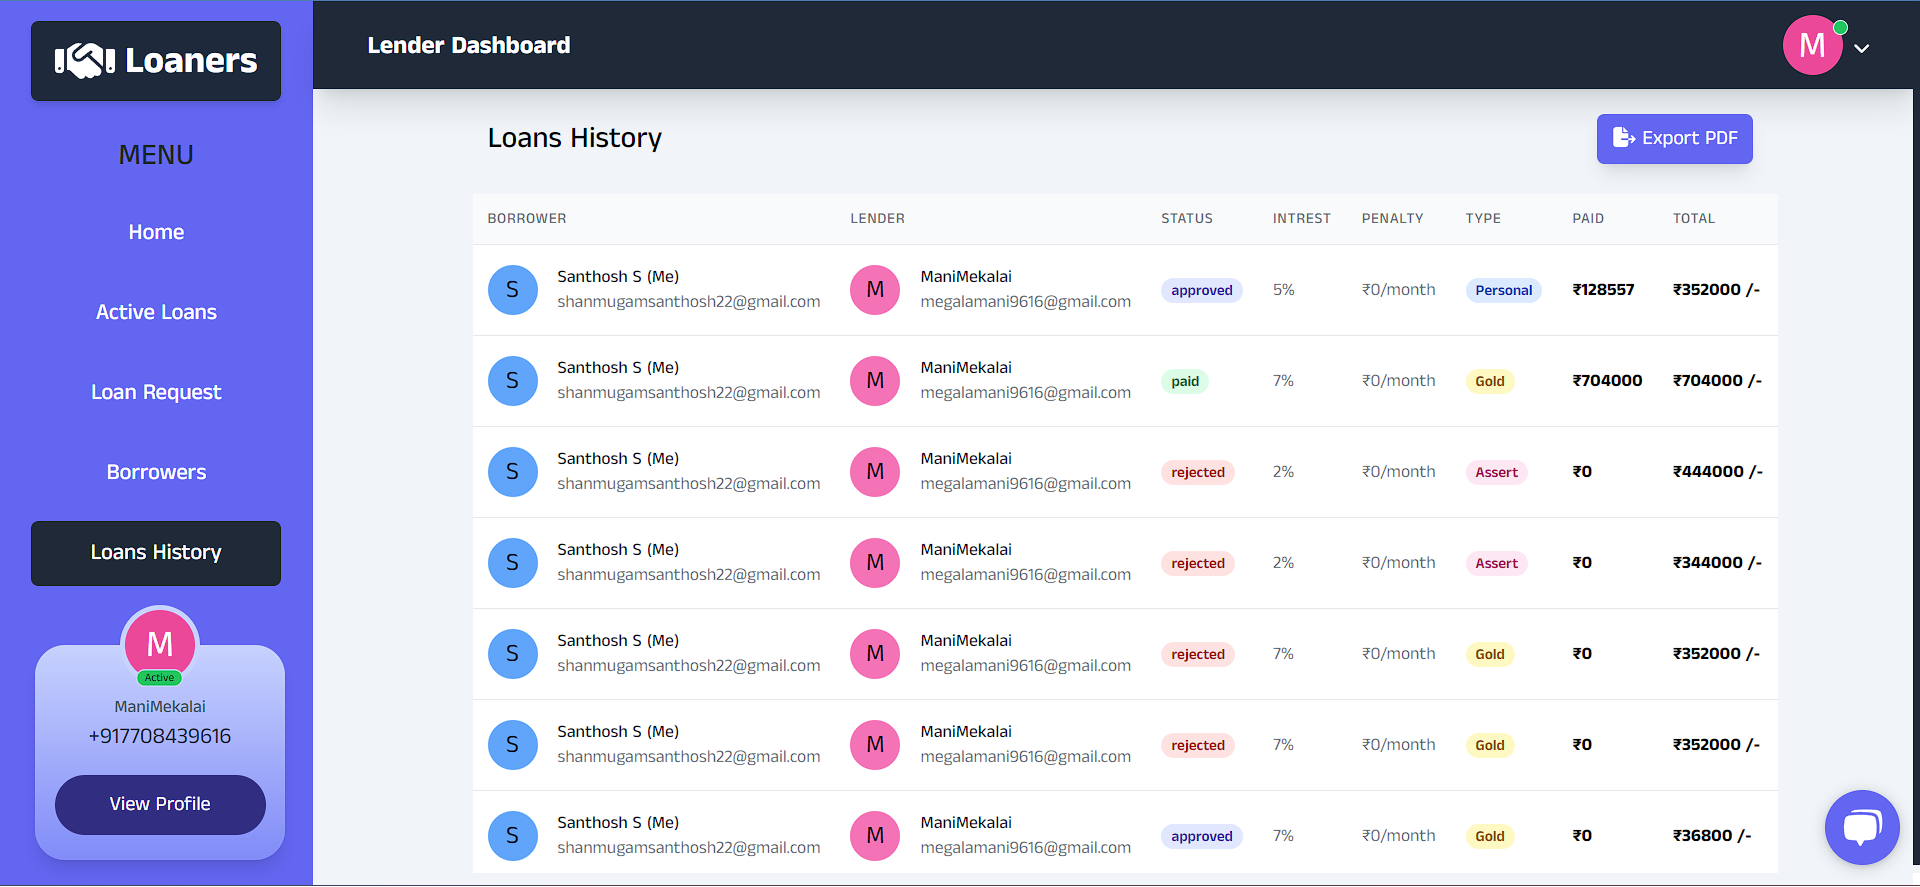 Loaners
Lender Dashboard
M
MENU
Home
Active Loans
Loan Request
Borrowers
Loans History
M
Active
ManiMekalai
+917708439616
View Profile
Loans History
Export PDF
BORROWER LENDER STATUS INTREST PENALTY TYPE PAID TOTAL
S Santhosh S (Me) shanmugamsanthosh22@gmail.com M ManiMekalai megalamani9616@gmail.com approved 5% ₹0/month Personal ₹128557 ₹352000 /-
S Santhosh S (Me) shanmugamsanthosh22@gmail.com M ManiMekalai megalamani9616@gmail.com paid 7% ₹0/month Gold ₹704000 ₹704000 /-
S Santhosh S (Me) shanmugamsanthosh22@gmail.com M ManiMekalai megalamani9616@gmail.com rejected 2% ₹0/month Assert ₹0 ₹444000 /-
S Santhosh S (Me) shanmugamsanthosh22@gmail.com M ManiMekalai megalamani9616@gmail.com rejected 2% ₹0/month Assert ₹0 ₹344000 /-
S Santhosh S (Me) shanmugamsanthosh22@gmail.com M ManiMekalai megalamani9616@gmail.com rejected 7% ₹0/month Gold ₹0 ₹352000 /-
S Santhosh S (Me) shanmugamsanthosh22@gmail.com M ManiMekalai megalamani9616@gmail.com rejected 7% ₹0/month Gold ₹0 ₹352000 /-
S Santhosh S (Me) shanmugamsanthosh22@gmail.com M ManiMekalai megalamani9616@gmail.com approved 7% ₹0/month Gold ₹0 ₹36800 /-